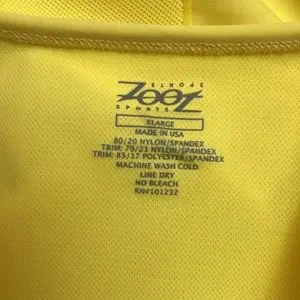 SPORTS
ZOOT
SPORTS
XLARGE
MADE IN USA
80/20 NYLON/SPANDEX
TRIM: 79/21 NYLON/SPANDEX
TRIM: 83/17 POLYESTER/SPANDEX
MACHINE WASH COLD
LINE DRY
NO BLEACH
RN#101232